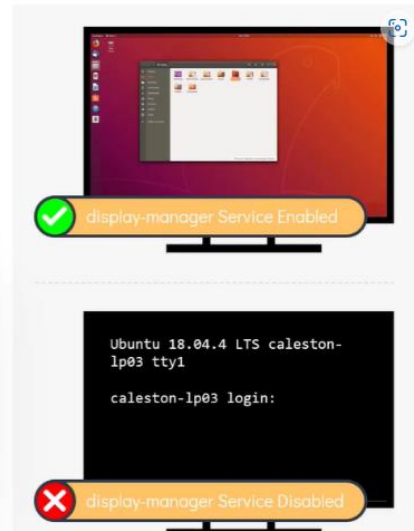 display-manager Service Enabled
Ubuntu 18.04.4 LTS caleston-
lp03 tty1
caleston-lp03 login:
display-manager Service Disabled